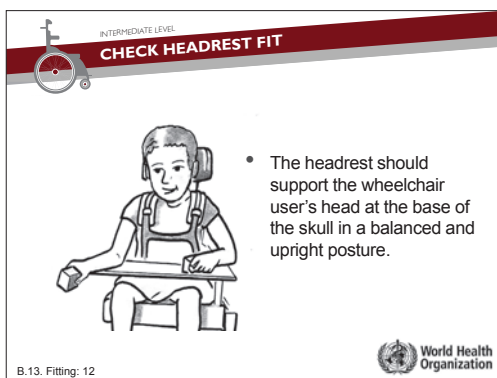 INTERMEDIATE LEVEL
CHECK HEADREST FIT
• The headrest should
support the wheelchair
user's head at the base of
the skull in a balanced and
upright posture.
B.13. Fitting: 12
World Health
Organization